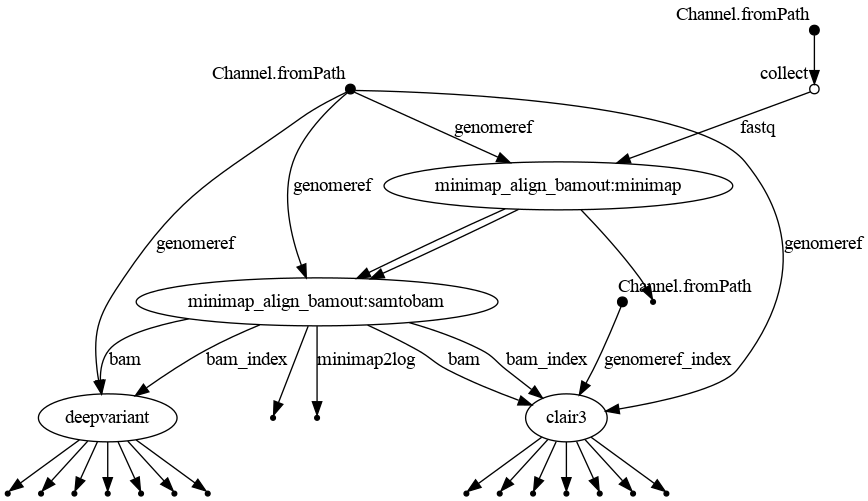 Channel.fromPath
collect
Channel.fromPath
genomeref
fastq
minimap_align_bamout:minimap
genomeref
genomeref
genomeref
Channel.fromPath
minimap_align_bamout:samtobam
bam
bam_index
minimap2log
bam
bam_index
genomeref_index
deepvariant
clair3